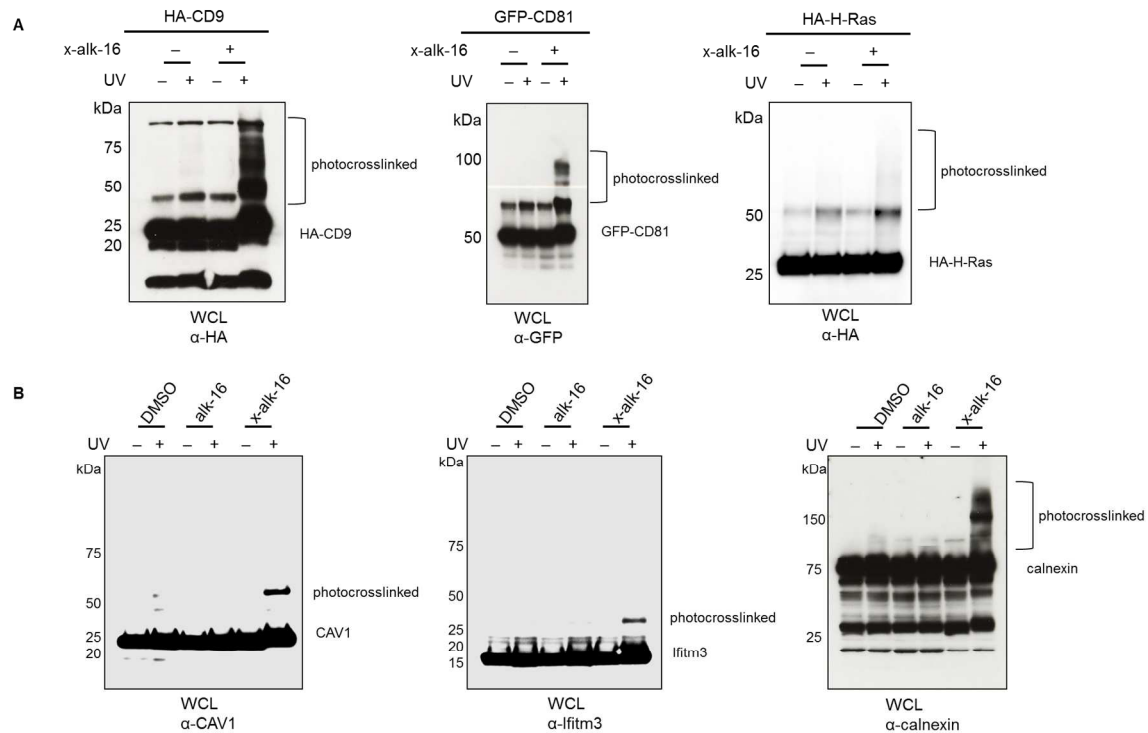 A
HA-CD9
x-alk-16 – +
UV – + – +
kDa
75
50
25
20
photocrosslinked
HA-CD9
WCL
α-HA
GFP-CD81
x-alk-16 – +
UV – + – +
kDa
100
50
photocrosslinked
GFP-CD81
WCL
α-GFP
HA-H-Ras
x-alk-16 – +
UV – + – +
kDa
50
25
photocrosslinked
HA-H-Ras
WCL
α-HA
B
DMSO alk-16 x-alk-16
UV – + – + – +
kDa
75
50
25
20
photocrosslinked
CAV1
WCL
α-CAV1
DMSO alk-16 x-alk-16
UV – + – + – +
kDa
75
50
25
20
15
photocrosslinked
Ifitm3
WCL
α-Ifitm3
DMSO alk-16 x-alk-16
UV – + – + – +
kDa
150
75
25
photocrosslinked
calnexin
WCL
α-calnexin